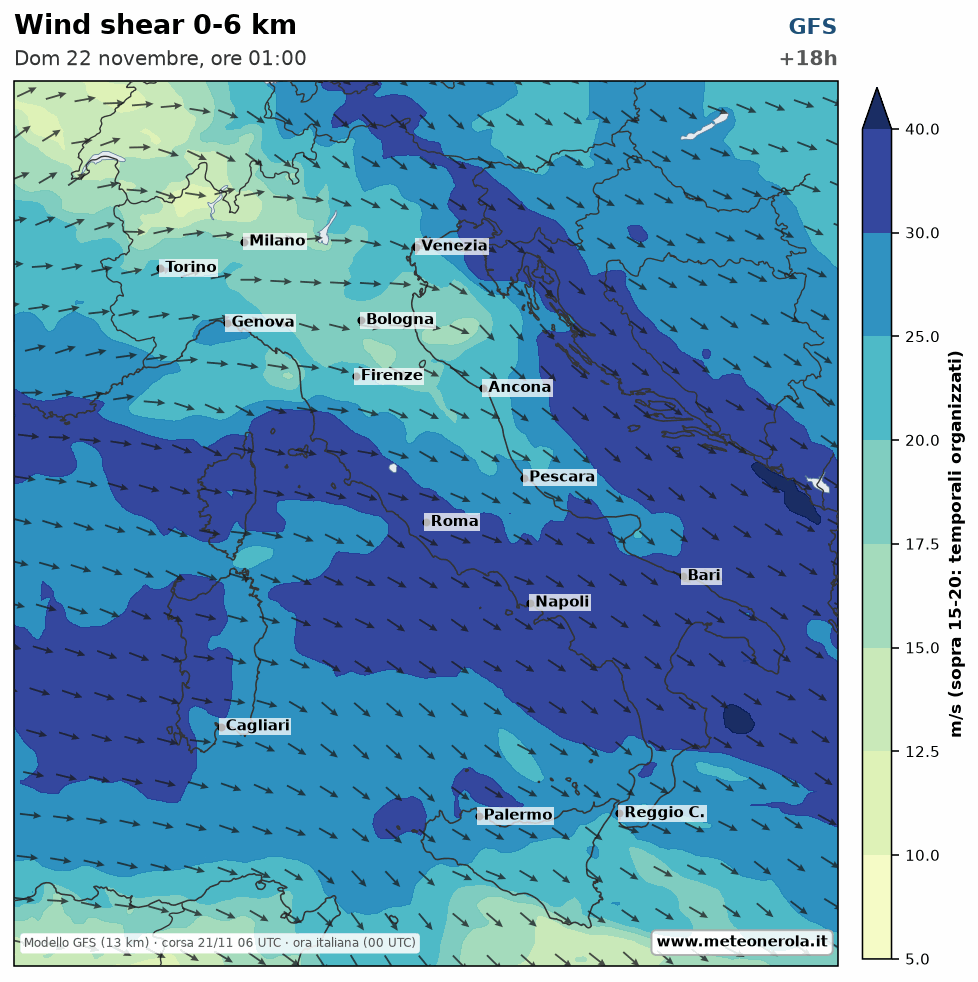 Wind shear 0-6 km
GFS
Dom 22 novembre, ore 01:00
+18h
40.0
30.0
25.0
20.0
17.5
15.0
12.5
10.0
5.0
m/s (sopra 15-20: temporali organizzati)
Milano
Venezia
Torino
Genova
Bologna
Firenze
Ancona
Pescara
Roma
Bari
Napoli
Cagliari
Palermo
Reggio C.
Modello GFS (13 km) · corsa 21/11 06 UTC · ora italiana (00 UTC)
www.meteonerola.it